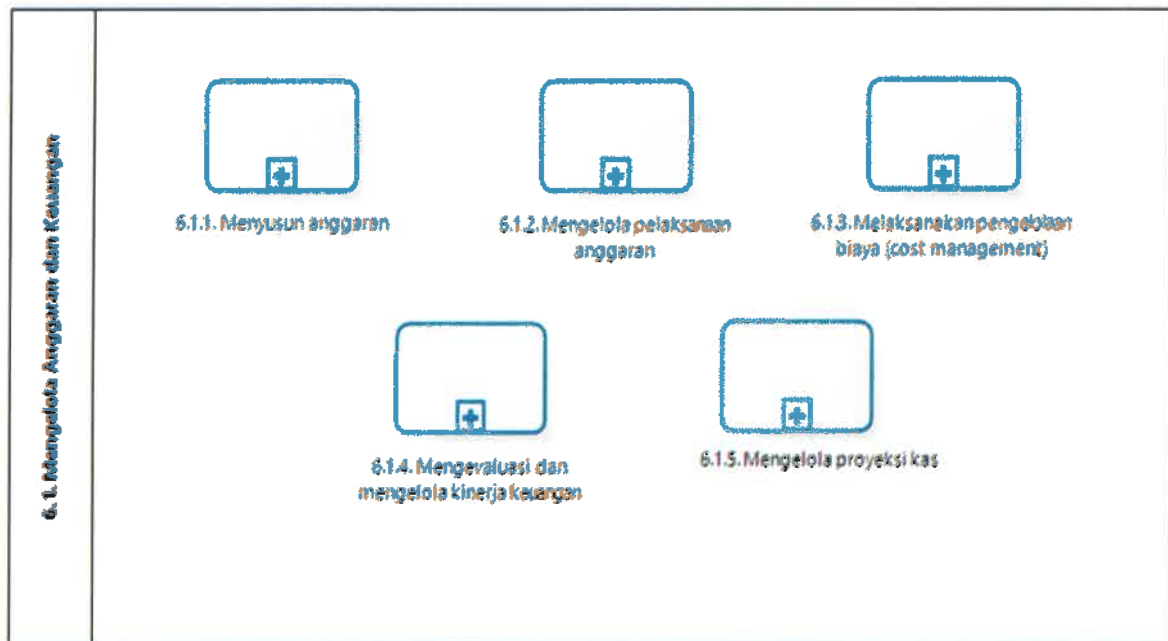 6.1. Mengelola Anggaran dan Keuangan
6.1.1. Menyusun anggaran
6.1.2. Mengelola pelaksanaan
anggaran
6.1.3. Melaksanakan pengelolaan
biaya (cost management)
6.1.4. Mengevaluasi dan
mengelola kinerja keuangan
6.1.5. Mengelola proyeksi kas